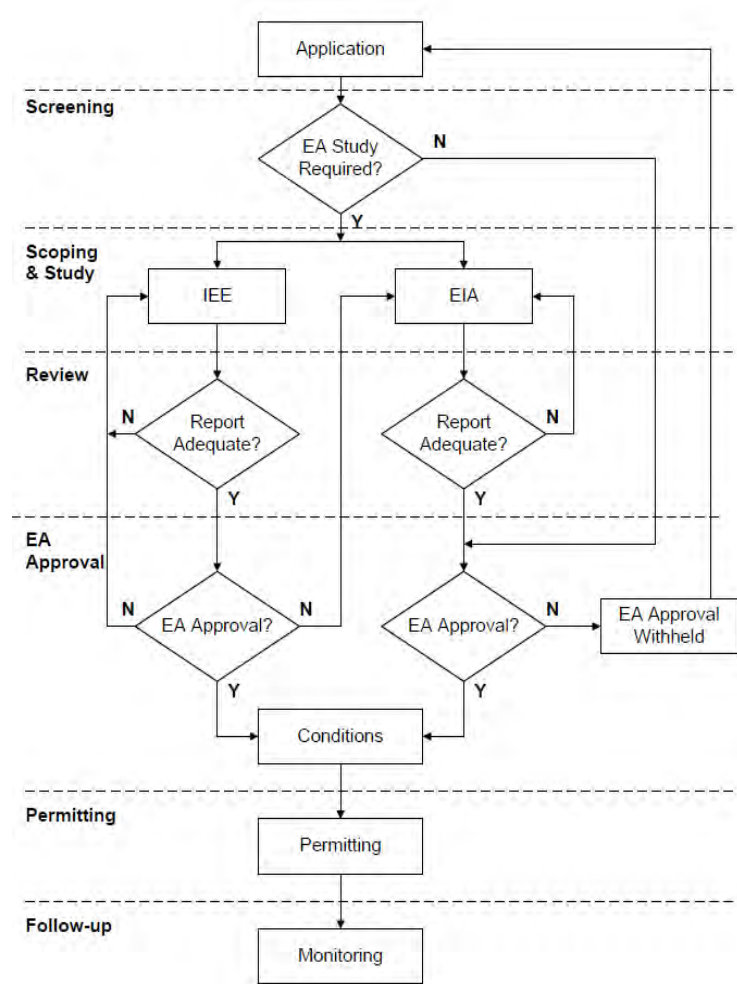 Application
Screening
EA Study
Required?
N
Y
Scoping
& Study
IEE
EIA
Review
N
Report
Adequate?
Report
Adequate?
N
Y
Y
EA
Approval
N
EA Approval?
N
EA Approval?
N
EA Approval
Withheld
Y
Y
Conditions
Permitting
Permitting
Follow-up
Monitoring